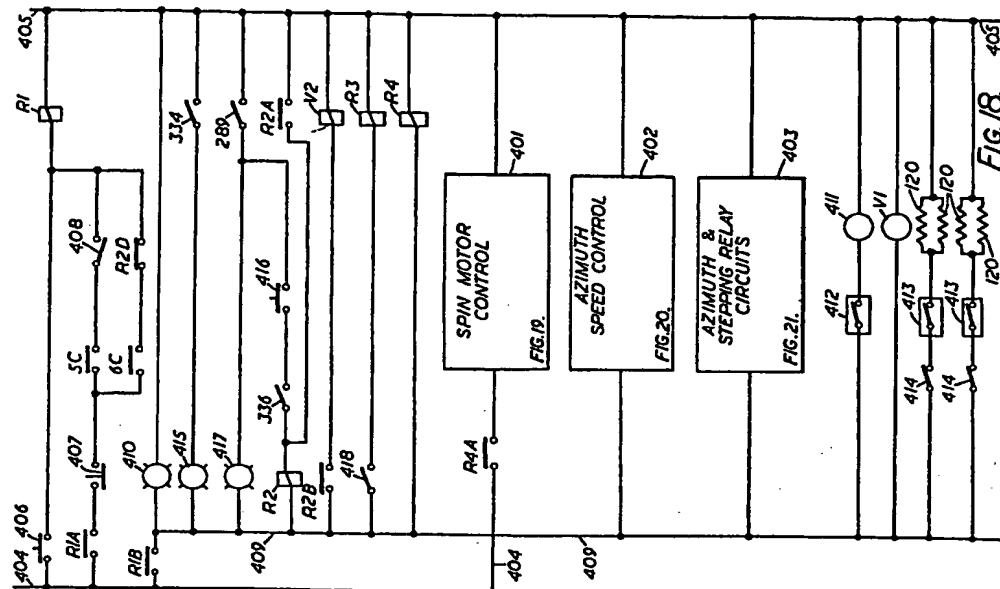 404
406
405
R1
R1A
407
5C
408
6C
R2D
R1B
410
415
334
417
289
R2
336
416
R2A
R2B
V2
418
R3
R4
409
404
R4A
SPIN MOTOR
CONTROL
FIG.19.
401
AZIMUTH
SPEED CONTROL
FIG.20.
402
AZIMUTH &
STEPPING RELAY
CIRCUITS
FIG.21.
403
409
412
411
V1
414
413
120
414
413
120
120
405
FIG.18.